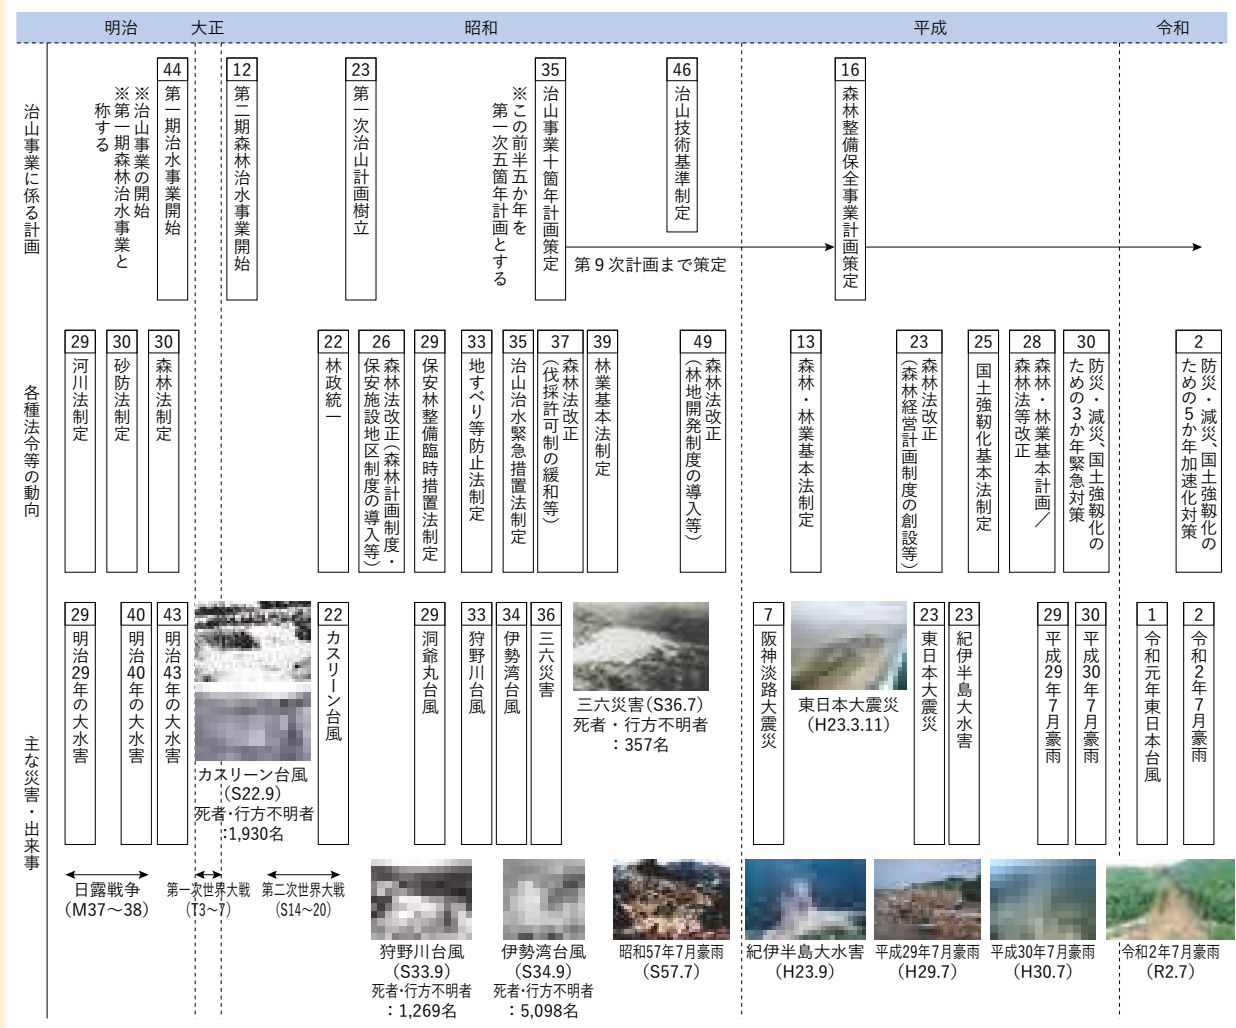 明治
大正
昭和
平成
令和
治山事業に係る計画
44
第一期治水事業開始
※治山事業の開始
※第一期森林治水事業と
称する
12
第二期森林治水事業開始
23
第一次治山計画樹立
35
治山事業十箇年計画策定
※この前半五か年を
第一次五箇年計画とする
46
治山技術基準制定
第9次計画まで策定
16
森林整備保全事業計画策定
各種法令等の動向
29
河川法制定
30
砂防法制定
30
森林法制定
22
林政統一
26
森林法改正（森林計画制度・
保安施設地区制度の導入等）
29
保安林整備臨時措置法制定
33
地すべり等防止法制定
35
治山治水緊急措置法制定
37
森林法改正
（伐採許可制の緩和等）
39
林業基本法制定
49
森林法改正
（林地開発制度の導入等）
13
森林・林業基本法制定
23
森林法改正
（森林経営計画制度の創設等）
25
国土強靱化基本法制定
28
森林・林業基本計画／
森林法等改正
30
防災・減災、国土強靱化の
ための3か年緊急対策
2
防災・減災、国土強靱化の
ための5か年加速化対策
主な災害・出来事
29
明治29年の大水害
40
明治40年の大水害
43
明治43年の大水害
カスリーン台風
（S22.9）
死者・行方不明者
：1,930名
22
カスリーン台風
29
洞爺丸台風
33
狩野川台風
34
伊勢湾台風
36
三六災害
三六災害（S36.7）
死者・行方不明者
：357名
7
阪神淡路大震災
東日本大震災
（H23.3.11）
23
東日本大震災
23
紀伊半島大水害
29
平成29年7月豪雨
30
平成30年7月豪雨
1
令和元年東日本台風
2
令和2年7月豪雨
日露戦争
（M37～38）
第一次世界大戦
（T3～7）
第二次世界大戦
（S14～20）
狩野川台風
（S33.9）
死者・行方不明者
：1,269名
伊勢湾台風
（S34.9）
死者・行方不明者
：5,098名
昭和57年7月豪雨
（S57.7）
紀伊半島大水害
（H23.9）
平成29年7月豪雨
（H29.7）
平成30年7月豪雨
（H30.7）
令和2年7月豪雨
（R2.7）